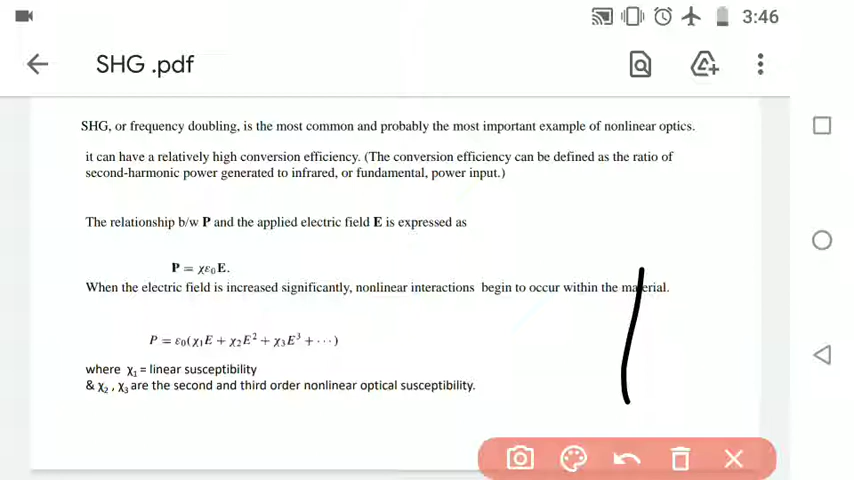 3:46
SHG .pdf
SHG, or frequency doubling, is the most common and probably the most important example of nonlinear optics.
it can have a relatively high conversion efficiency. (The conversion efficiency can be defined as the ratio of
second-harmonic power generated to infrared, or fundamental, power input.)
The relationship b/w P and the applied electric field E is expressed as
P = χε₀E.
When the electric field is increased significantly, nonlinear interactions begin to occur within the material.
P = ε₀(χ₁E + χ₂E² + χ₃E³ + ···)
where χ₁ = linear susceptibility
& χ₂ , χ₃ are the second and third order nonlinear optical susceptibility.